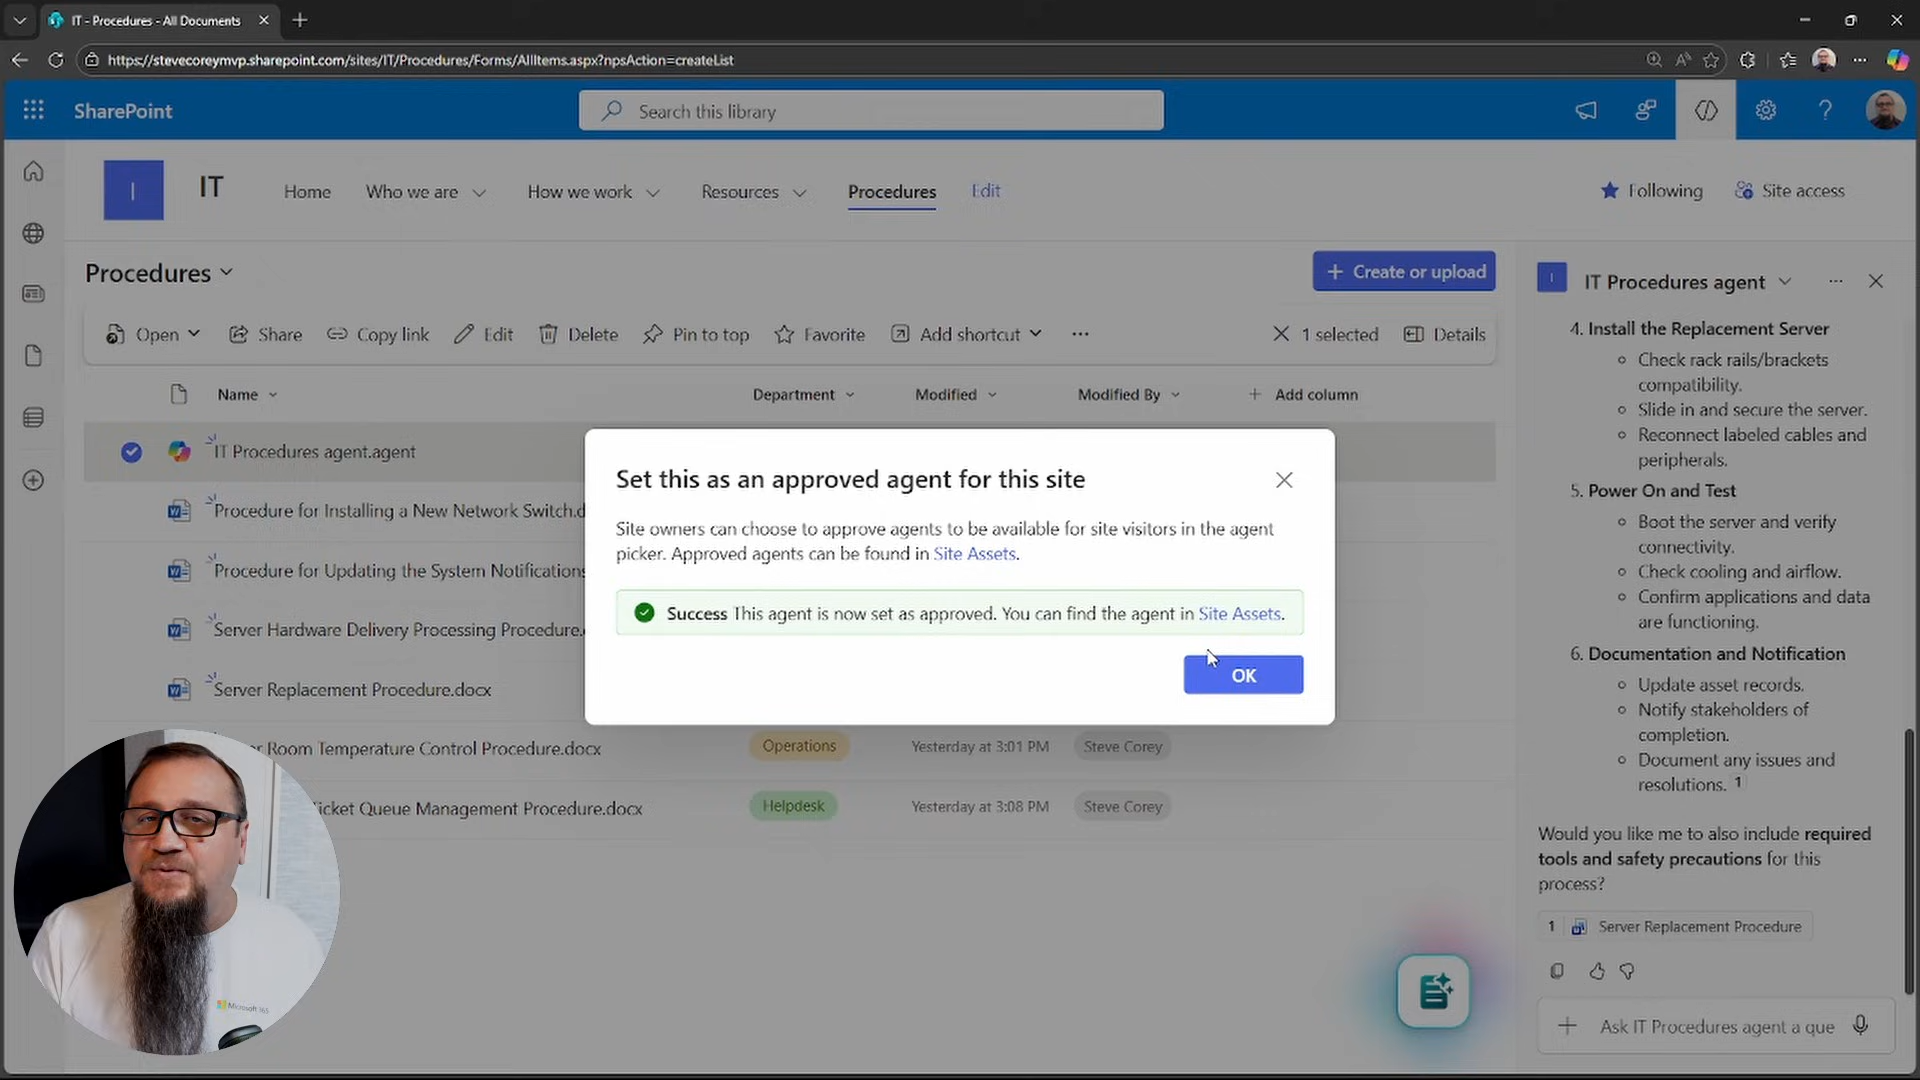 IT - Procedures - All Documents
https://stevecoreymvp.sharepoint.com/sites/IT/Procedures/Forms/AllItems.aspx?npsAction=createList
SharePoint
Search this library
I
IT
Home
Who we are
How we work
Resources
Procedures
Edit
Following
Site access
Procedures
Create or upload
Open
Share
Copy link
Edit
Delete
Pin to top
Favorite
Add shortcut
1 selected
Details
Name
Department
Modified
Modified By
Add column
IT Procedures agent.agent
Procedure for Installing a New Network Switch.d
Procedure for Updating the System Notifications
Server Hardware Delivery Processing Procedure.
Server Replacement Procedure.docx
r Room Temperature Control Procedure.docx
Operations
Yesterday at 3:01 PM
Steve Corey
Ticket Queue Management Procedure.docx
Helpdesk
Yesterday at 3:08 PM
Steve Corey
Set this as an approved agent for this site
Site owners can choose to approve agents to be available for site visitors in the agent
picker. Approved agents can be found in Site Assets.
Success This agent is now set as approved. You can find the agent in Site Assets.
OK
I
IT Procedures agent
4. Install the Replacement Server
Check rack rails/brackets
compatibility.
Slide in and secure the server.
Reconnect labeled cables and
peripherals.
5. Power On and Test
Boot the server and verify
connectivity.
Check cooling and airflow.
Confirm applications and data
are functioning.
6. Documentation and Notification
Update asset records.
Notify stakeholders of
completion.
Document any issues and
resolutions. 1
Would you like me to also include required
tools and safety precautions for this
process?
1 Server Replacement Procedure
Ask IT Procedures agent a que
Microsoft 365